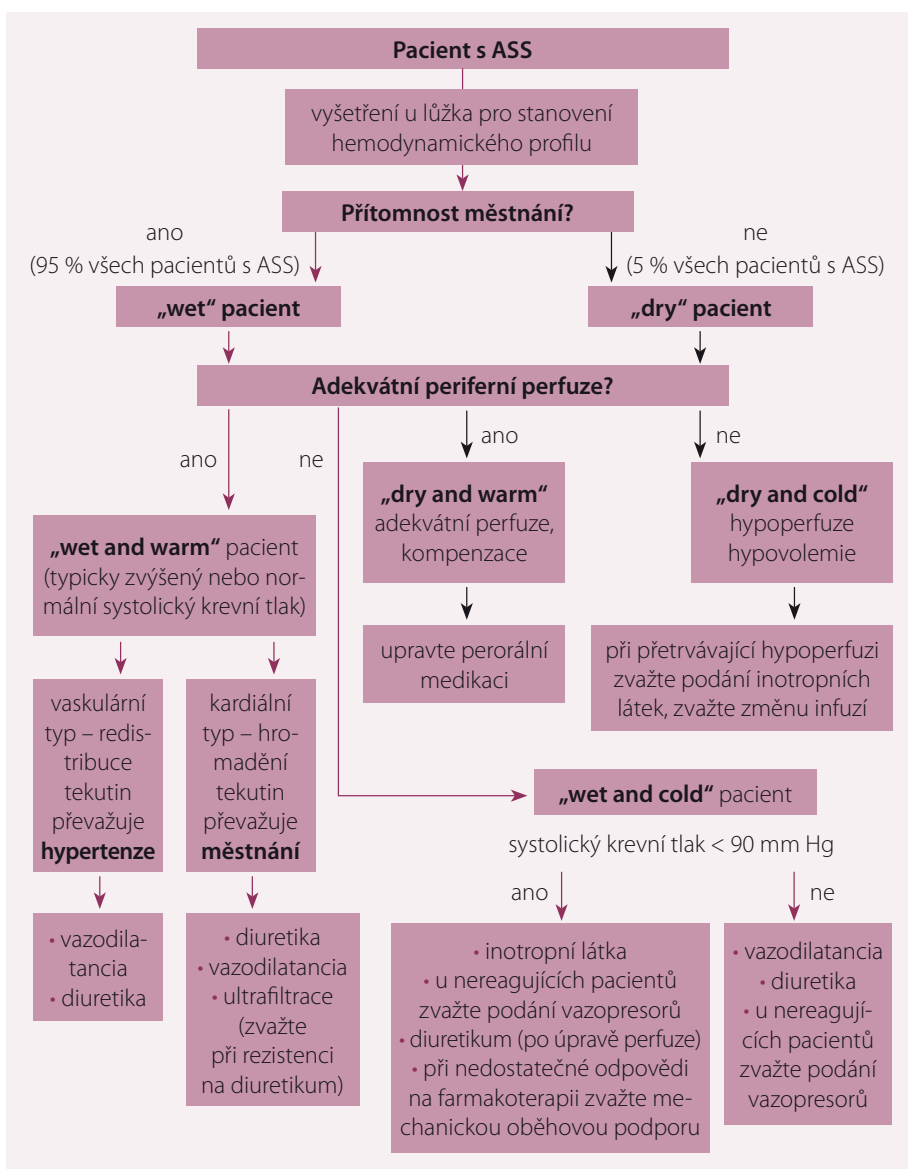 Pacient s ASS
vyšetření u lůžka pro stanovení
hemodynamického profilu
Přítomnost městnání?
ano
(95 % všech pacientů s ASS)
ne
(5 % všech pacientů s ASS)
„wet“ pacient
„dry“ pacient
Adekvátní periferní perfuze?
ano
ne
ano
ne
„wet and warm“ pacient
(typicky zvýšený nebo nor-
mální systolický krevní tlak)
„dry and warm“
adekvátní perfuze,
kompenzace
„dry and cold“
hypoperfuze
hypovolemie
upravte perorální
medikaci
při přetrvávající hypoperfuzi
zvažte podání inotropních
látek, zvažte změnu infuzí
vaskulární
typ – redis-
tribuce
tekutin
převažuje
hypertenze
kardiální
typ – hro-
madění
tekutin
převažuje
městnání
„wet and cold“ pacient
systolický krevní tlak < 90 mm Hg
ano
ne
• vazodila-
tancia
• diuretika
• diuretika
• vazodilatancia
• ultrafiltrace
(zvažte
při rezistenci
na diuretikum)
• inotropní látka
• u nereagujících pacientů
zvažte podání vazopresorů
• diuretikum (po úpravě perfuze)
• při nedostatečné odpovědi
na farmakoterapii zvažte me-
chanickou oběhovou podporu
• vazodilatancia
• diuretika
• u nereagují-
cích pacientů
zvažte podání
vazopresorů